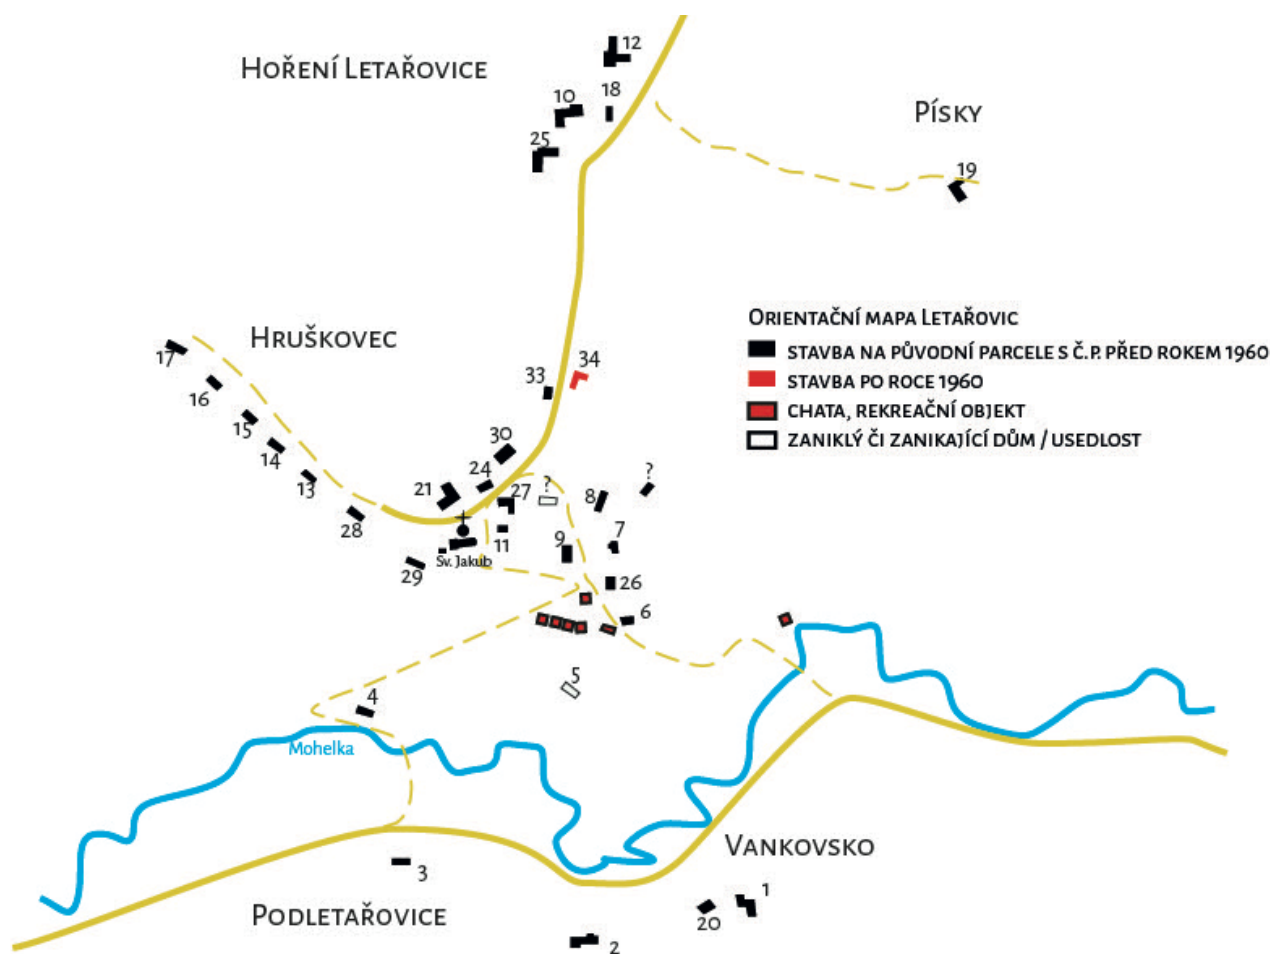 12
Hoření Letařovice
10
18
Písky
25
19
Orientační mapa Letařovic
Hruškovec
stavba na původní parcele s č.p. před rokem 1960
17
33
34
stavba po roce 1960
16
chata, rekreační objekt
15
30
zaniklý či zanikající dům / usedlost
14
24
?
13
21
27
?
8
28
11
9
7
Sv. Jakub
29
26
6
5
4
Mohelka
Vankovsko
3
1
Podletařovice
20
2